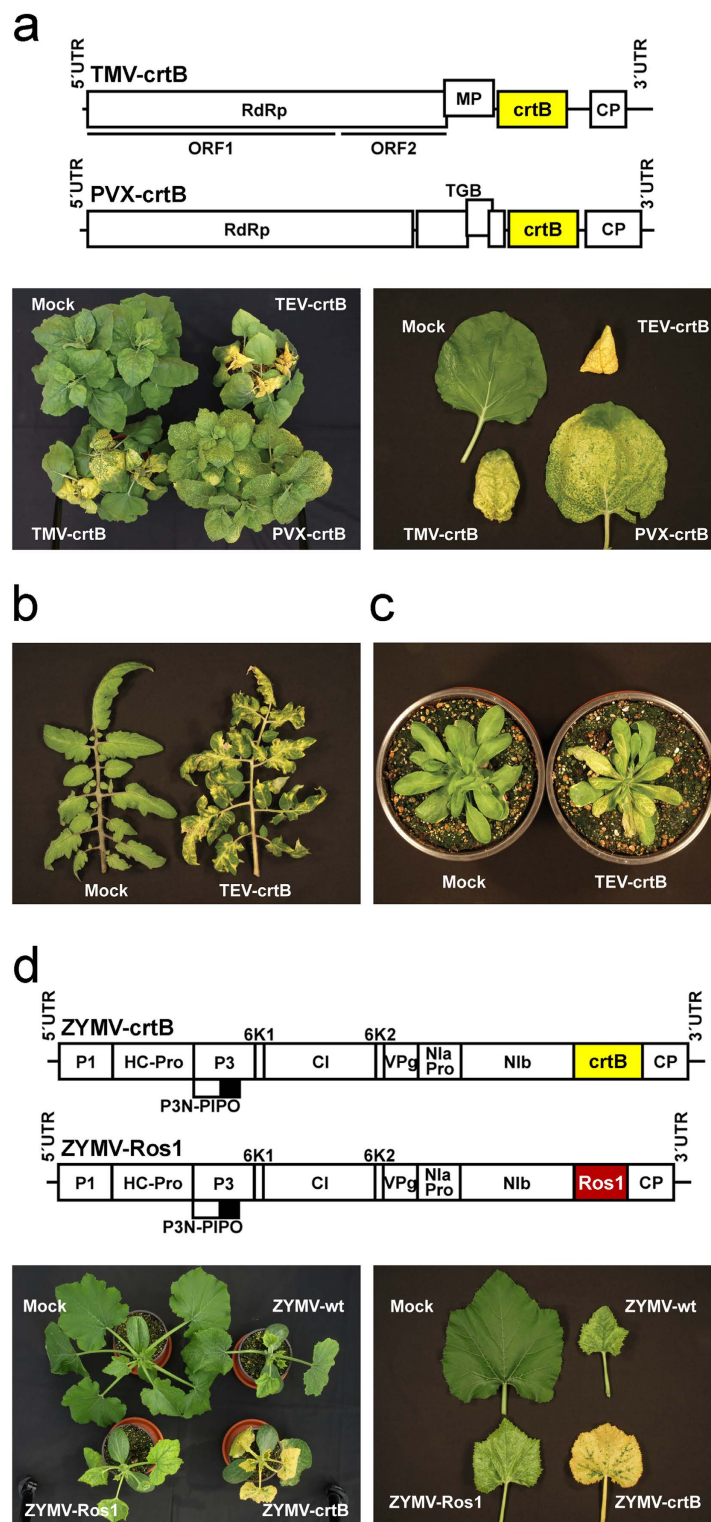 a
5´UTR
3´UTR
TMV-crtB
RdRp
MP
crtB
CP
ORF1
ORF2
5´UTR
3´UTR
PVX-crtB
TGB
RdRp
crtB
CP
Mock
TEV-crtB
TMV-crtB
PVX-crtB
Mock
TEV-crtB
TMV-crtB
PVX-crtB
b
Mock
TEV-crtB
c
Mock
TEV-crtB
d
5´UTR
3´UTR
ZYMV-crtB
6K1
6K2
P1
HC-Pro
P3
CI
VPg
NIa
Pro
NIb
crtB
CP
P3N-PIPO
5´UTR
3´UTR
ZYMV-Ros1
6K1
6K2
P1
HC-Pro
P3
CI
VPg
NIa
Pro
NIb
Ros1
CP
P3N-PIPO
Mock
ZYMV-wt
ZYMV-Ros1
ZYMV-crtB
Mock
ZYMV-wt
ZYMV-Ros1
ZYMV-crtB